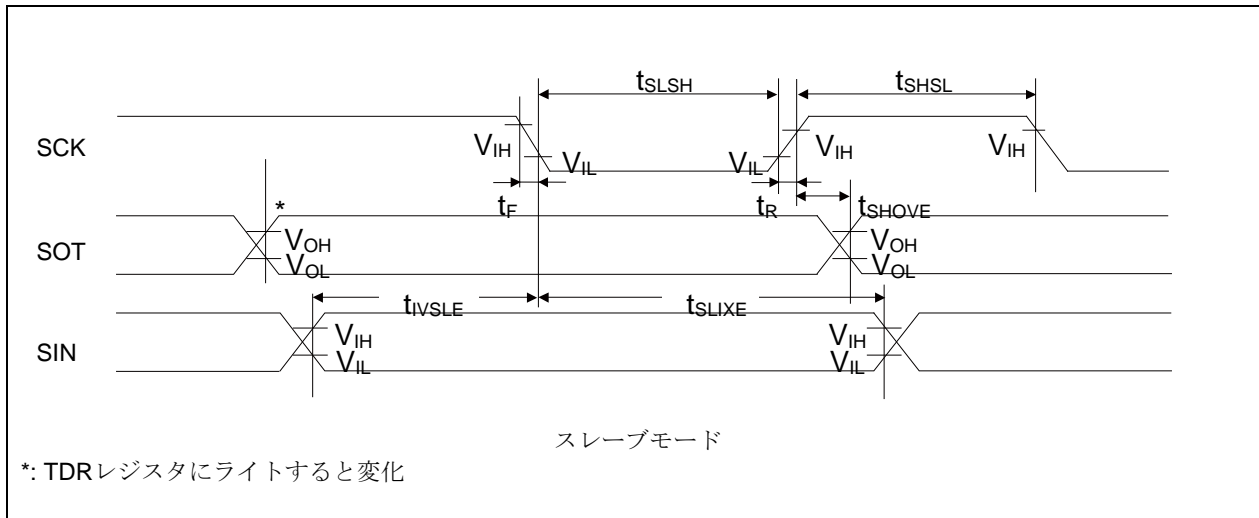 tSLSH tSHSL
SCK VIH VIL VIL VIH VIH
tF tR tSHOVE
*
SOT VOH VOL VOH VOL
tIVSLE tSLIXE
SIN VIH VIL VIH VIL
スレーブモード
*: TDRレジスタにライトすると変化